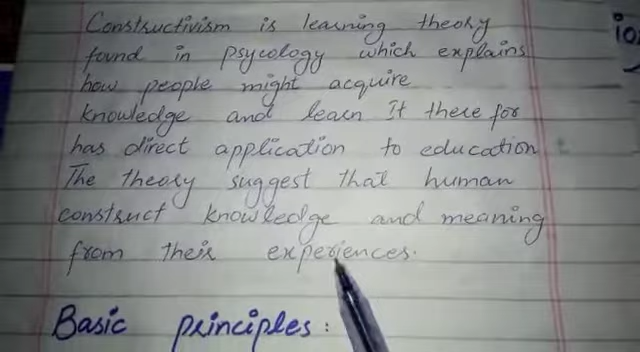 Constructivism is learning theory
found in psycology which explains
how people might acquire
knowledge and learn It there for
has direct application to education
The theory suggest that human
construct knowledge and meaning
from their experiences.
Basic principles: